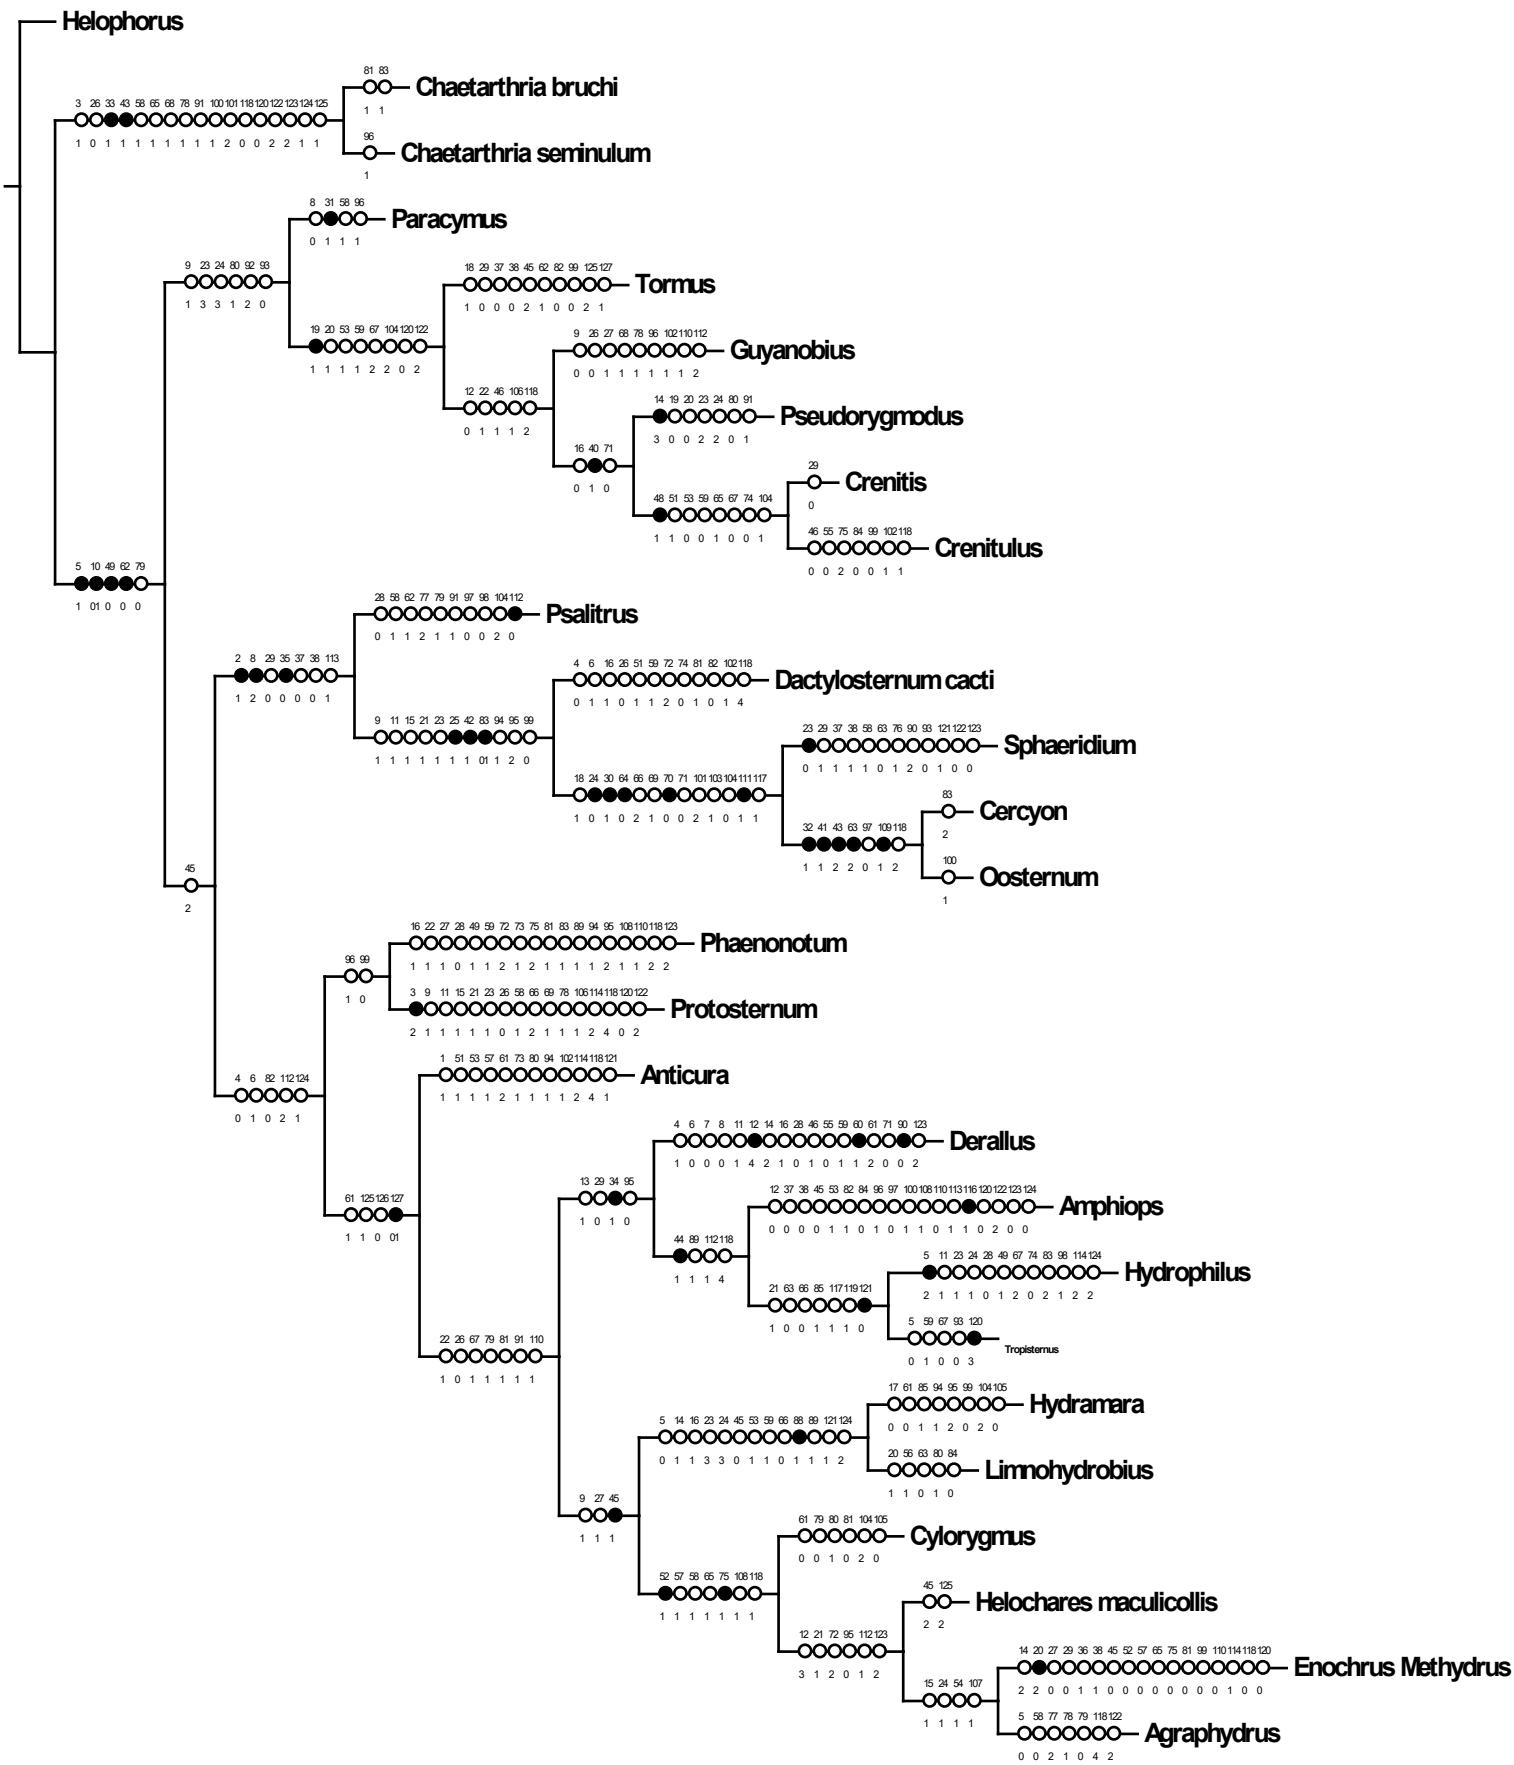 Helophorus
81 83
Chaetarthria bruchi
1 1
3 26 33 43 58 65 68 78 91 100 101 118 120 122 123 124 125
1 0 1 1 1 1 1 1 1 1 2 0 0 2 2 1 1
96
Chaetarthria seminulum
1
8 31 58 96
Paracymus
0 1 1 1
9 23 24 80 92 93
1 3 3 1 2 0
18 29 37 38 45 62 82 99 125 127
Tormus
1 0 0 0 2 1 0 0 2 1
19 20 53 59 67 104 120 122
1 1 1 1 2 2 0 2
9 26 27 68 78 96 102 110 112
Guyanobius
0 0 1 1 1 1 1 1 2
12 22 46 106 118
0 1 1 1 2
14 19 20 23 24 80 91
Pseudorygmodus
3 0 0 2 2 0 1
16 40 71
0 1 0
29
Crenitis
0
48 51 53 59 65 67 74 104
1 1 0 0 1 0 0 1
46 55 75 84 99 102 118
Crenitulus
0 0 2 0 0 1 1
5 10 49 62 79
1 01 0 0 0
28 58 62 77 79 91 97 98 104 112
Psalitrus
0 1 1 2 1 1 0 0 2 0
2 8 29 35 37 38 113
1 2 0 0 0 0 1
4 6 16 26 51 59 72 74 81 82 102 118
Dactylosternum cacti
0 1 1 0 1 1 2 0 1 0 1 4
9 11 15 21 23 25 42 83 94 95 99
1 1 1 1 1 1 1 01 1 2 0
23 29 37 38 58 63 76 90 93 121 122 123
Sphaeridium
0 1 1 1 1 0 1 2 0 1 0 0
18 24 30 64 66 69 70 71 101 103 104 111 117
1 0 1 0 2 1 0 0 2 1 0 1 1
83
Cercyon
2
32 41 43 63 97 109 118
1 1 2 2 0 1 2
100
Oosternum
1
45
2
16 22 27 28 49 59 72 73 75 81 83 89 94 95 108 110 118 123
Phaenonotum
1 1 1 0 1 1 2 1 2 1 1 1 1 2 1 1 2 2
96 99
1 0
3 9 11 15 21 23 26 58 66 69 78 106 114 118 120 122
Protosternum
2 1 1 1 1 1 0 1 2 1 1 1 2 4 0 2
1 51 53 57 61 73 80 94 102 114 118 121
Anticura
1 1 1 1 2 1 1 1 1 2 4 1
4 6 82 112 124
0 1 0 2 1
4 6 7 8 11 12 14 16 28 46 55 59 60 61 71 90 123
Derallus
1 0 0 0 1 4 2 1 0 1 0 1 1 2 0 0 2
13 29 34 95
1 0 1 0
12 37 38 45 53 82 84 96 97 100 108 110 113 116 120 122 123 124
Amphiops
0 0 0 0 1 1 0 1 0 1 1 0 1 1 0 2 0 0
61 125 126 127
1 1 0 01
44 89 112 118
1 1 1 4
5 11 23 24 28 49 67 74 83 98 114 124
Hydrophilus
2 1 1 1 0 1 2 0 2 1 2 2
21 63 66 85 117 119 121
1 0 0 1 1 1 0
5 59 67 93 120
Tropisternus
0 1 0 0 3
22 26 67 79 81 91 110
1 0 1 1 1 1 1
17 61 85 94 95 99 104 105
Hydramara
0 0 1 1 2 0 2 0
5 14 16 23 24 45 53 59 66 88 89 121 124
0 1 1 3 3 0 1 1 0 1 1 1 2
20 56 63 80 84
Limnohydrobius
1 1 0 1 0
9 27 45
1 1 1
61 79 80 81 104 105
Cylorygmus
0 0 1 0 2 0
52 57 58 65 75 108 118
1 1 1 1 1 1 1
45 125
Helochares maculicollis
2 2
12 21 72 95 112 123
3 1 2 0 1 2
14 20 27 29 36 38 45 52 57 65 75 81 99 110 114 118 120
Enochrus Methydrus
2 2 0 0 1 1 0 0 0 0 0 0 0 0 1 0 0
15 24 54 107
1 1 1 1
5 58 77 78 79 118 122
Agraphydrus
0 0 2 1 0 4 2